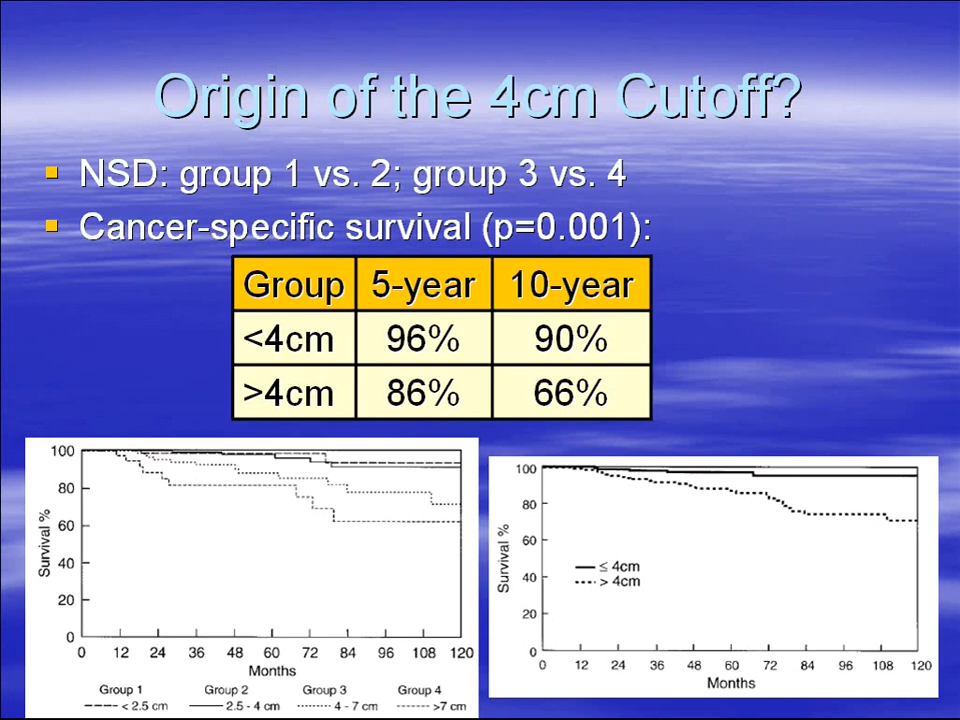 Origin of the 4cm Cutoff?
NSD: group 1 vs. 2; group 3 vs. 4
Cancer-specific survival (p=0.001):
Group 5-year 10-year
<4cm 96% 90%
>4cm 86% 66%
100
80
60
40
20
0
Survival %
0 12 24 36 48 60 72 84 96 108 120
Months
Group 1 Group 2 Group 3 Group 4
< 2.5 cm 2.5 - 4 cm 4 - 7 cm >7 cm
100
80
60
40
20
0
Survival %
≤ 4cm
> 4cm
0 12 24 36 48 60 72 84 96 108 120
Months